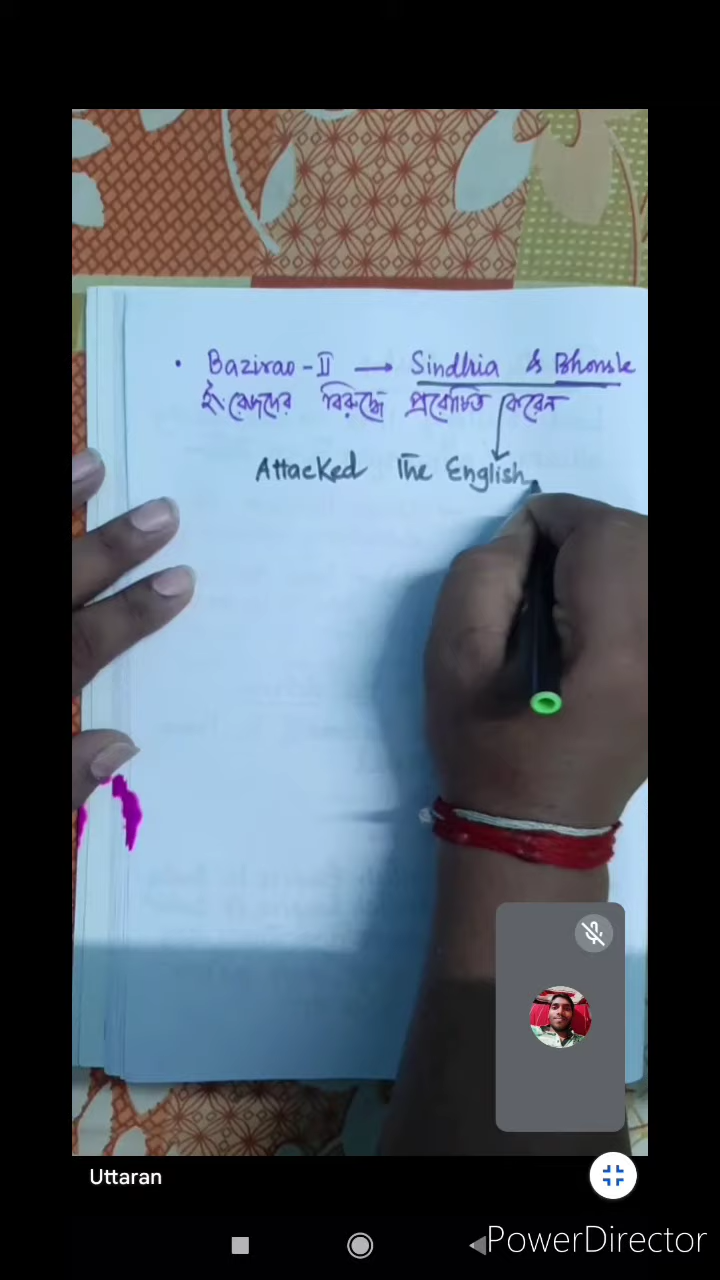 • Bazirao - II → Sindhia & Bhonsle
ইংরেজদের বিরুদ্ধে প্ররোচিত করেন
Attacked The English
Uttaran
PowerDirector